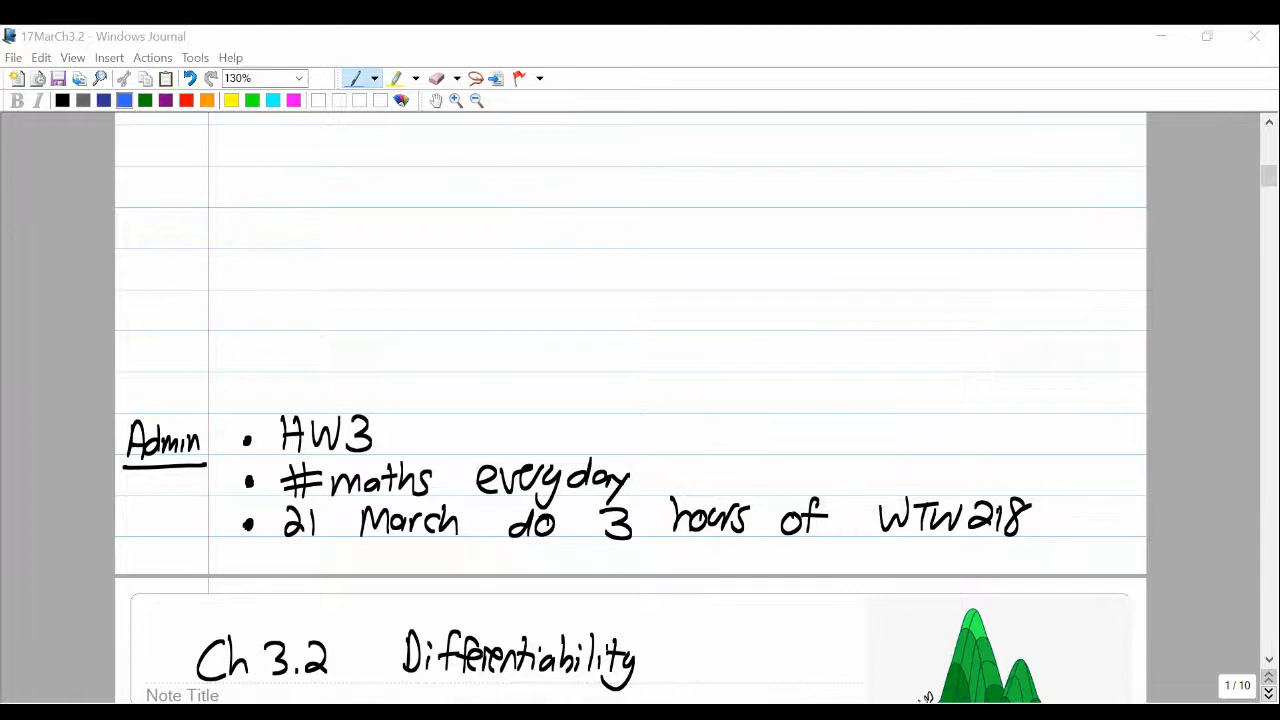 17MarCh3.2 - Windows Journal
File Edit View Insert Actions Tools Help
130%
B I
Admin • HW3
• #maths everyday
• 21 March do 3 hours of WTW218
Ch 3.2 Differentiability
Note Title
1 / 10